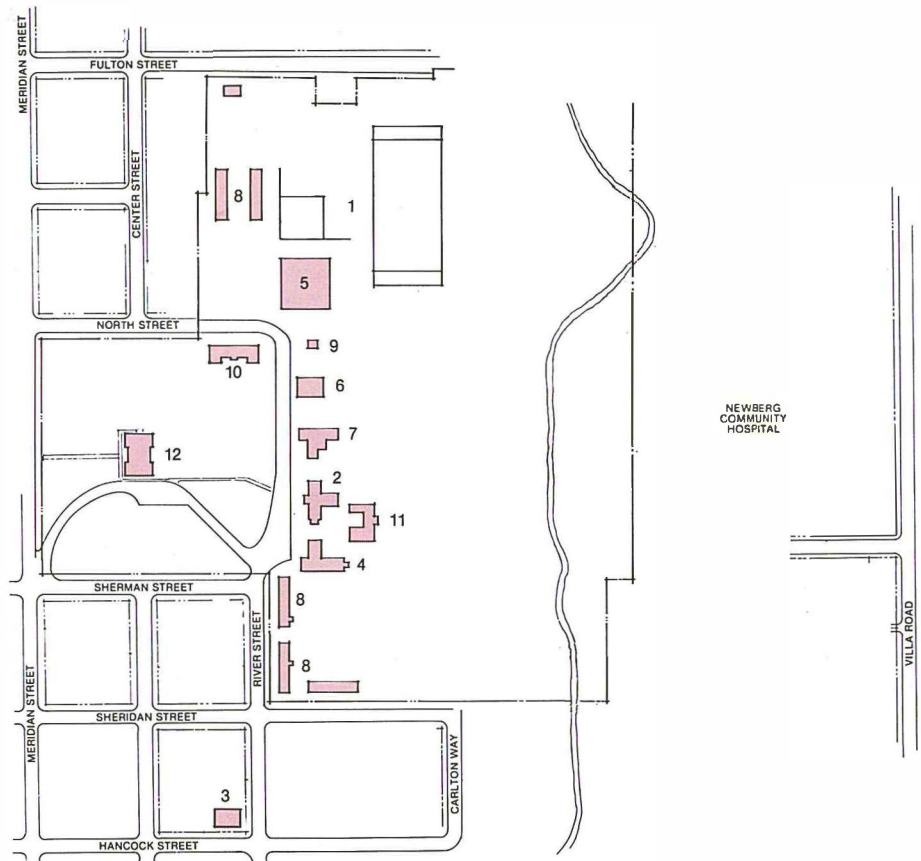 MERIDIAN STREET
FULTON STREET
CENTER STREET
8
1
5
NORTH STREET
9
10
6
7
12
2
11
4
NEWBERG
COMMUNITY
HOSPITAL
SHERMAN STREET
8
RIVER STREET
VILLA ROAD
8
MERIDIAN STREET
SHERIDAN STREET
CARLTON WAY
3
HANCOCK STREET